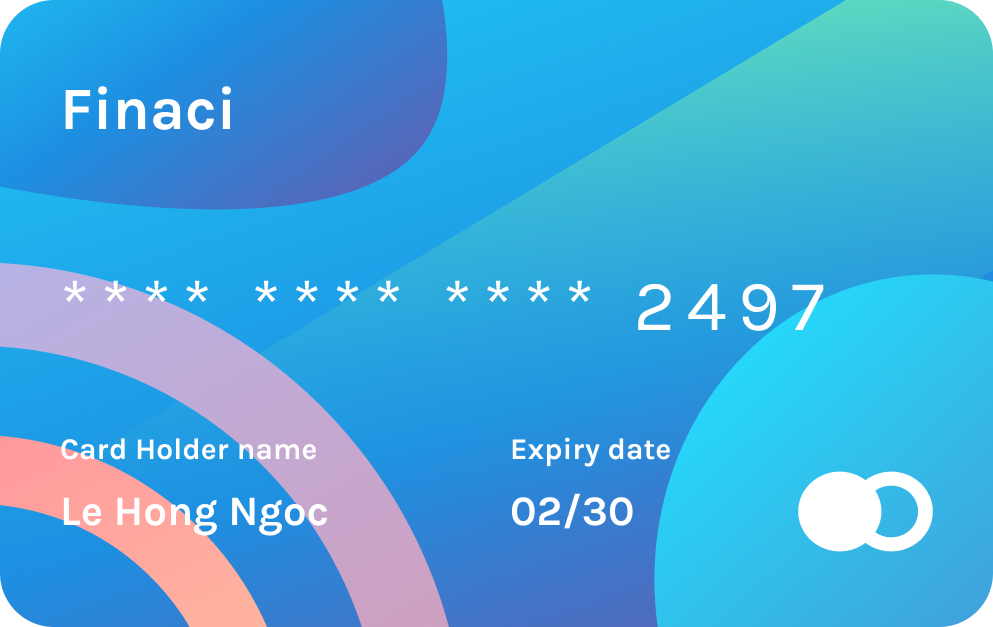 Finaci
**** **** **** 2497
Card Holder name
Expiry date
Le Hong Ngoc
02/30